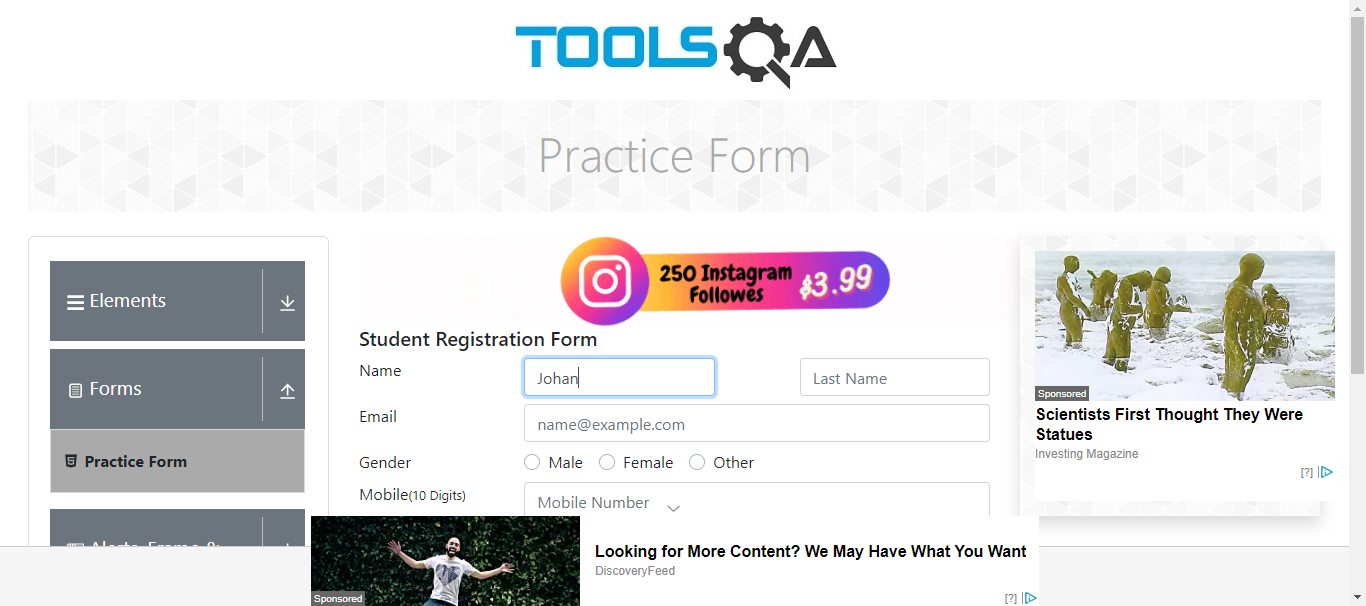 TOOLSQA
Practice Form
Elements
Forms
Practice Form
250 Instagram
Followes
$3.99
Student Registration Form
Name
Johan
Last Name
Email
name@example.com
Gender
Male
Female
Other
Mobile(10 Digits)
Mobile Number
Sponsored
Scientists First Thought They Were
Statues
Investing Magazine
[?]
Sponsored
Looking for More Content? We May Have What You Want
DiscoveryFeed
[?]